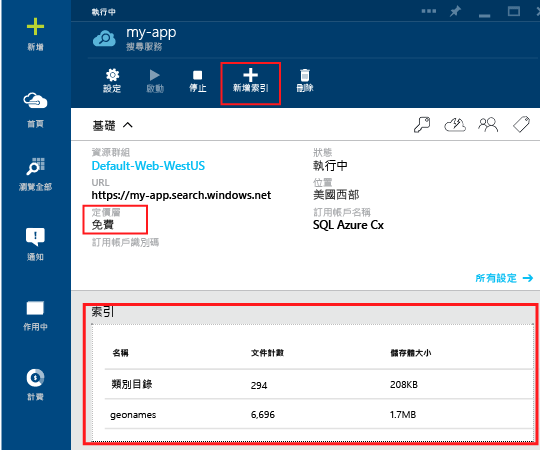 執行中
my-app
搜尋服務
新增
首頁
瀏覽全部
通知
作用中
計費
設定
啟動
停止
新增索引
刪除
基礎
資源群組
Default-Web-WestUS
狀態
執行中
URL
https://my-app.search.windows.net
位置
美國西部
定價層
免費
訂用帳戶名稱
SQL Azure Cx
訂用帳戶識別碼
所有設定
索引
名稱 文件計數 儲存體大小
類別目錄 294 208KB
geonames 6,696 1.7MB